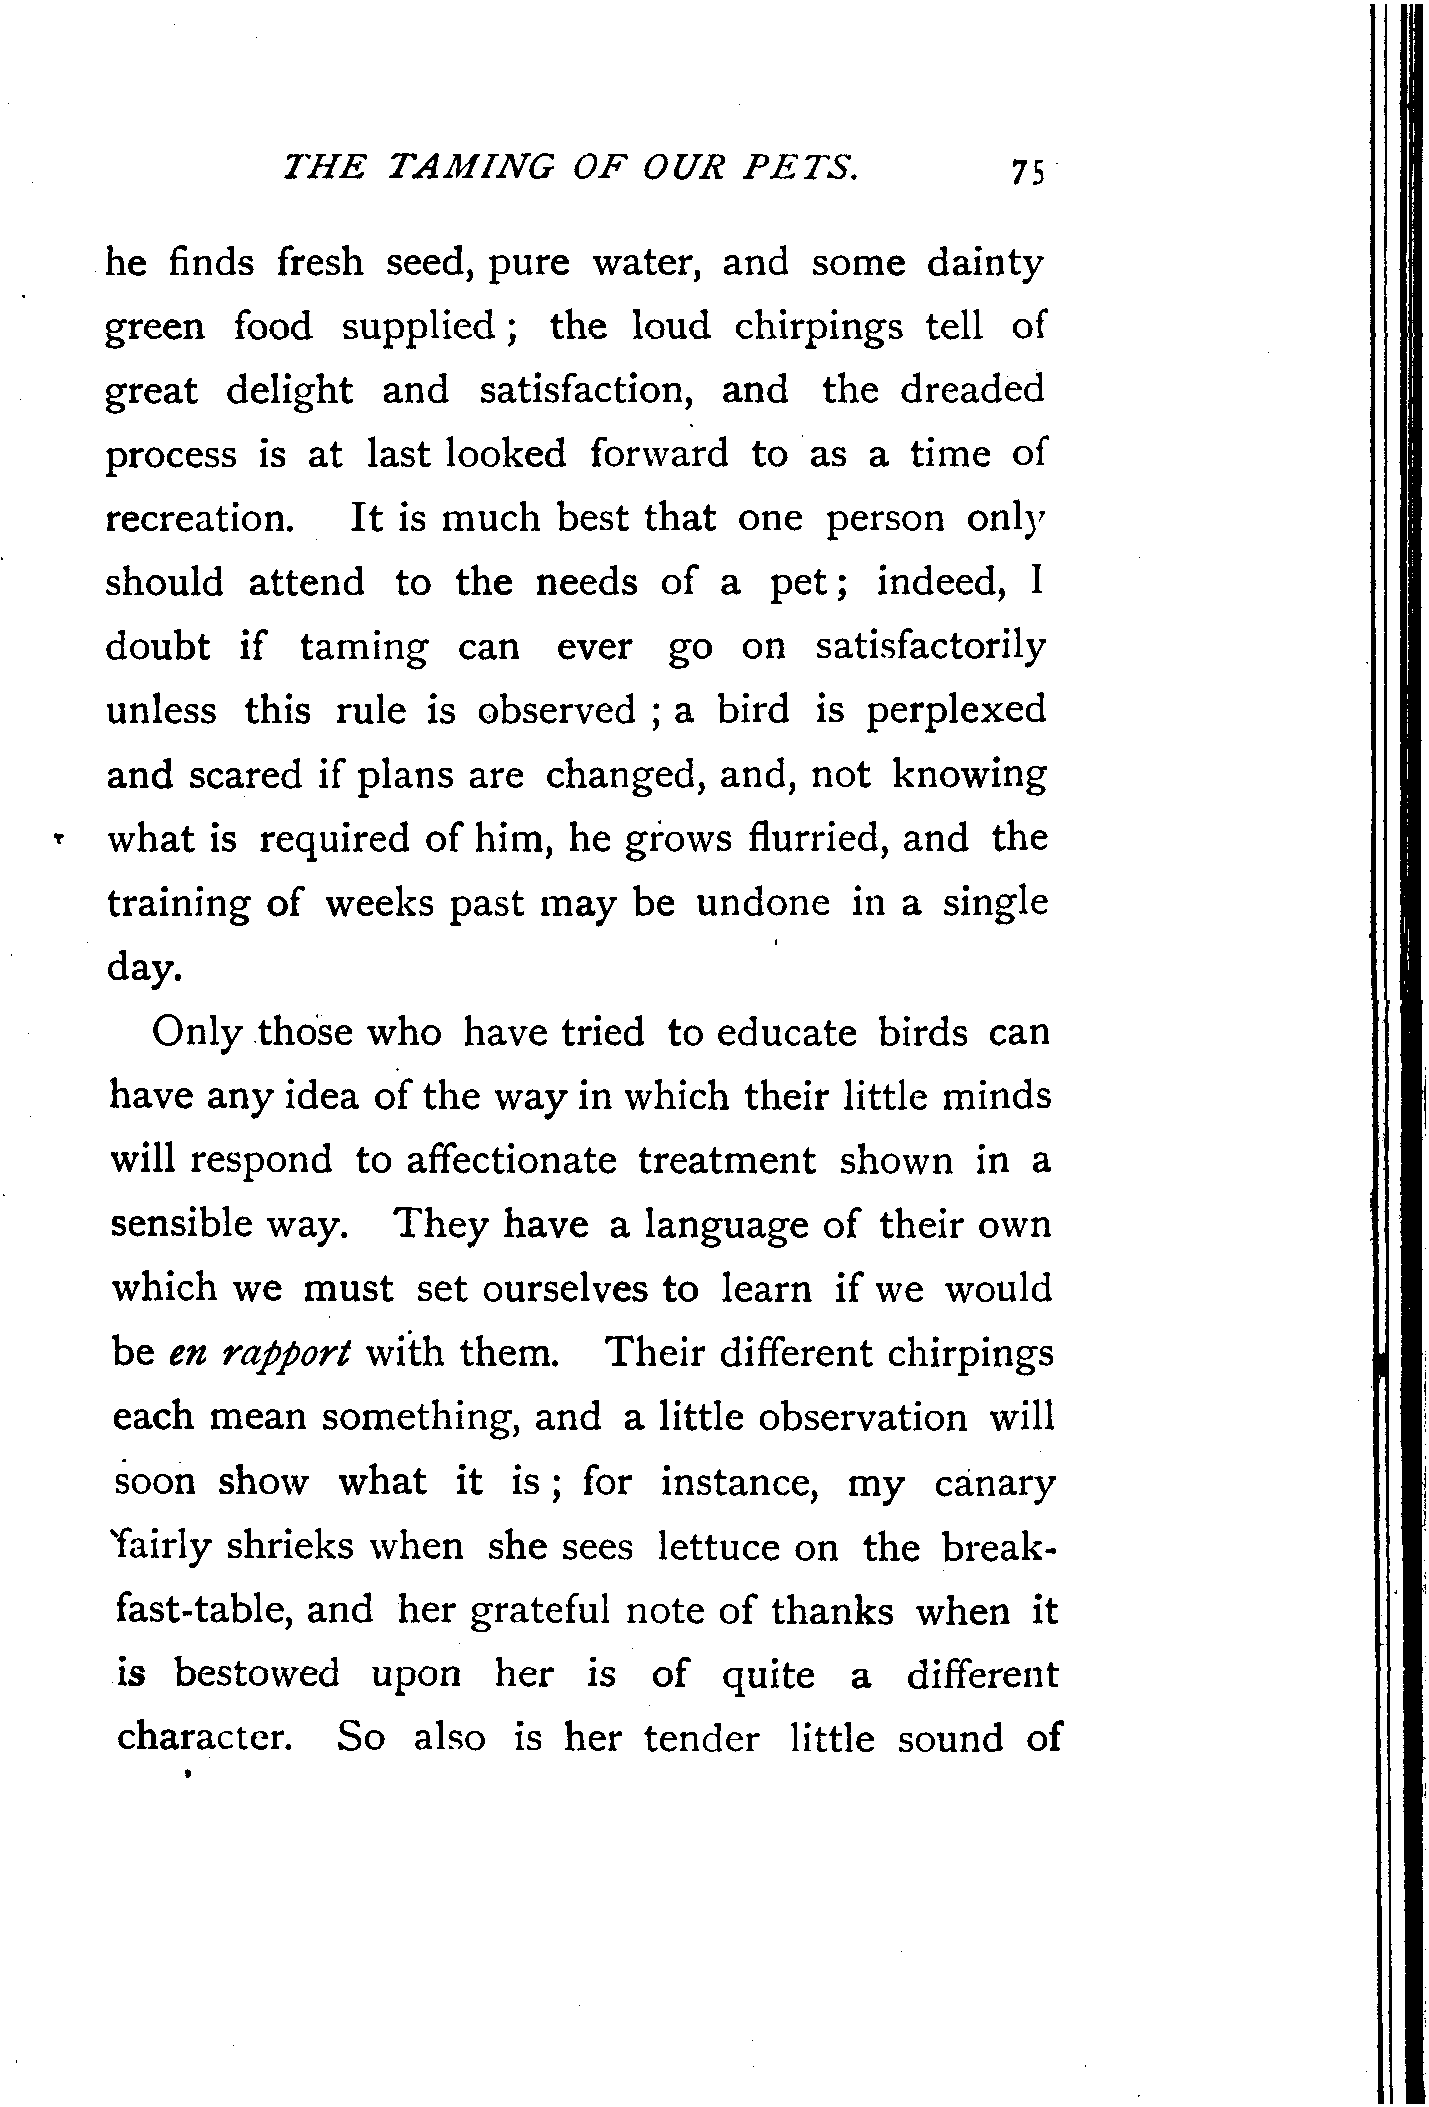 THE TAMING OF OUR PETS. 75
he finds fresh seed, pure water, and some dainty
green food supplied ; the loud chirpings tell of
great delight and satisfaction, and the dreaded
process is at last looked forward to as a time of
recreation. It is much best that one person only
should attend to the needs of a pet ; indeed, I
doubt if taming can ever go on satisfactorily
unless this rule is observed ; a bird is perplexed
and scared if plans are changed, and, not knowing
what is required of him, he grows flurried, and the
training of weeks past may be undone in a single
day.
Only those who have tried to educate birds can
have any idea of the way in which their little minds
will respond to affectionate treatment shown in a
sensible way. They have a language of their own
which we must set ourselves to learn if we would
be en rapport with them. Their different chirpings
each mean something, and a little observation will
soon show what it is ; for instance, my canary
fairly shrieks when she sees lettuce on the break-
fast-table, and her grateful note of thanks when it
is bestowed upon her is of quite a different
character. So also is her tender little sound of